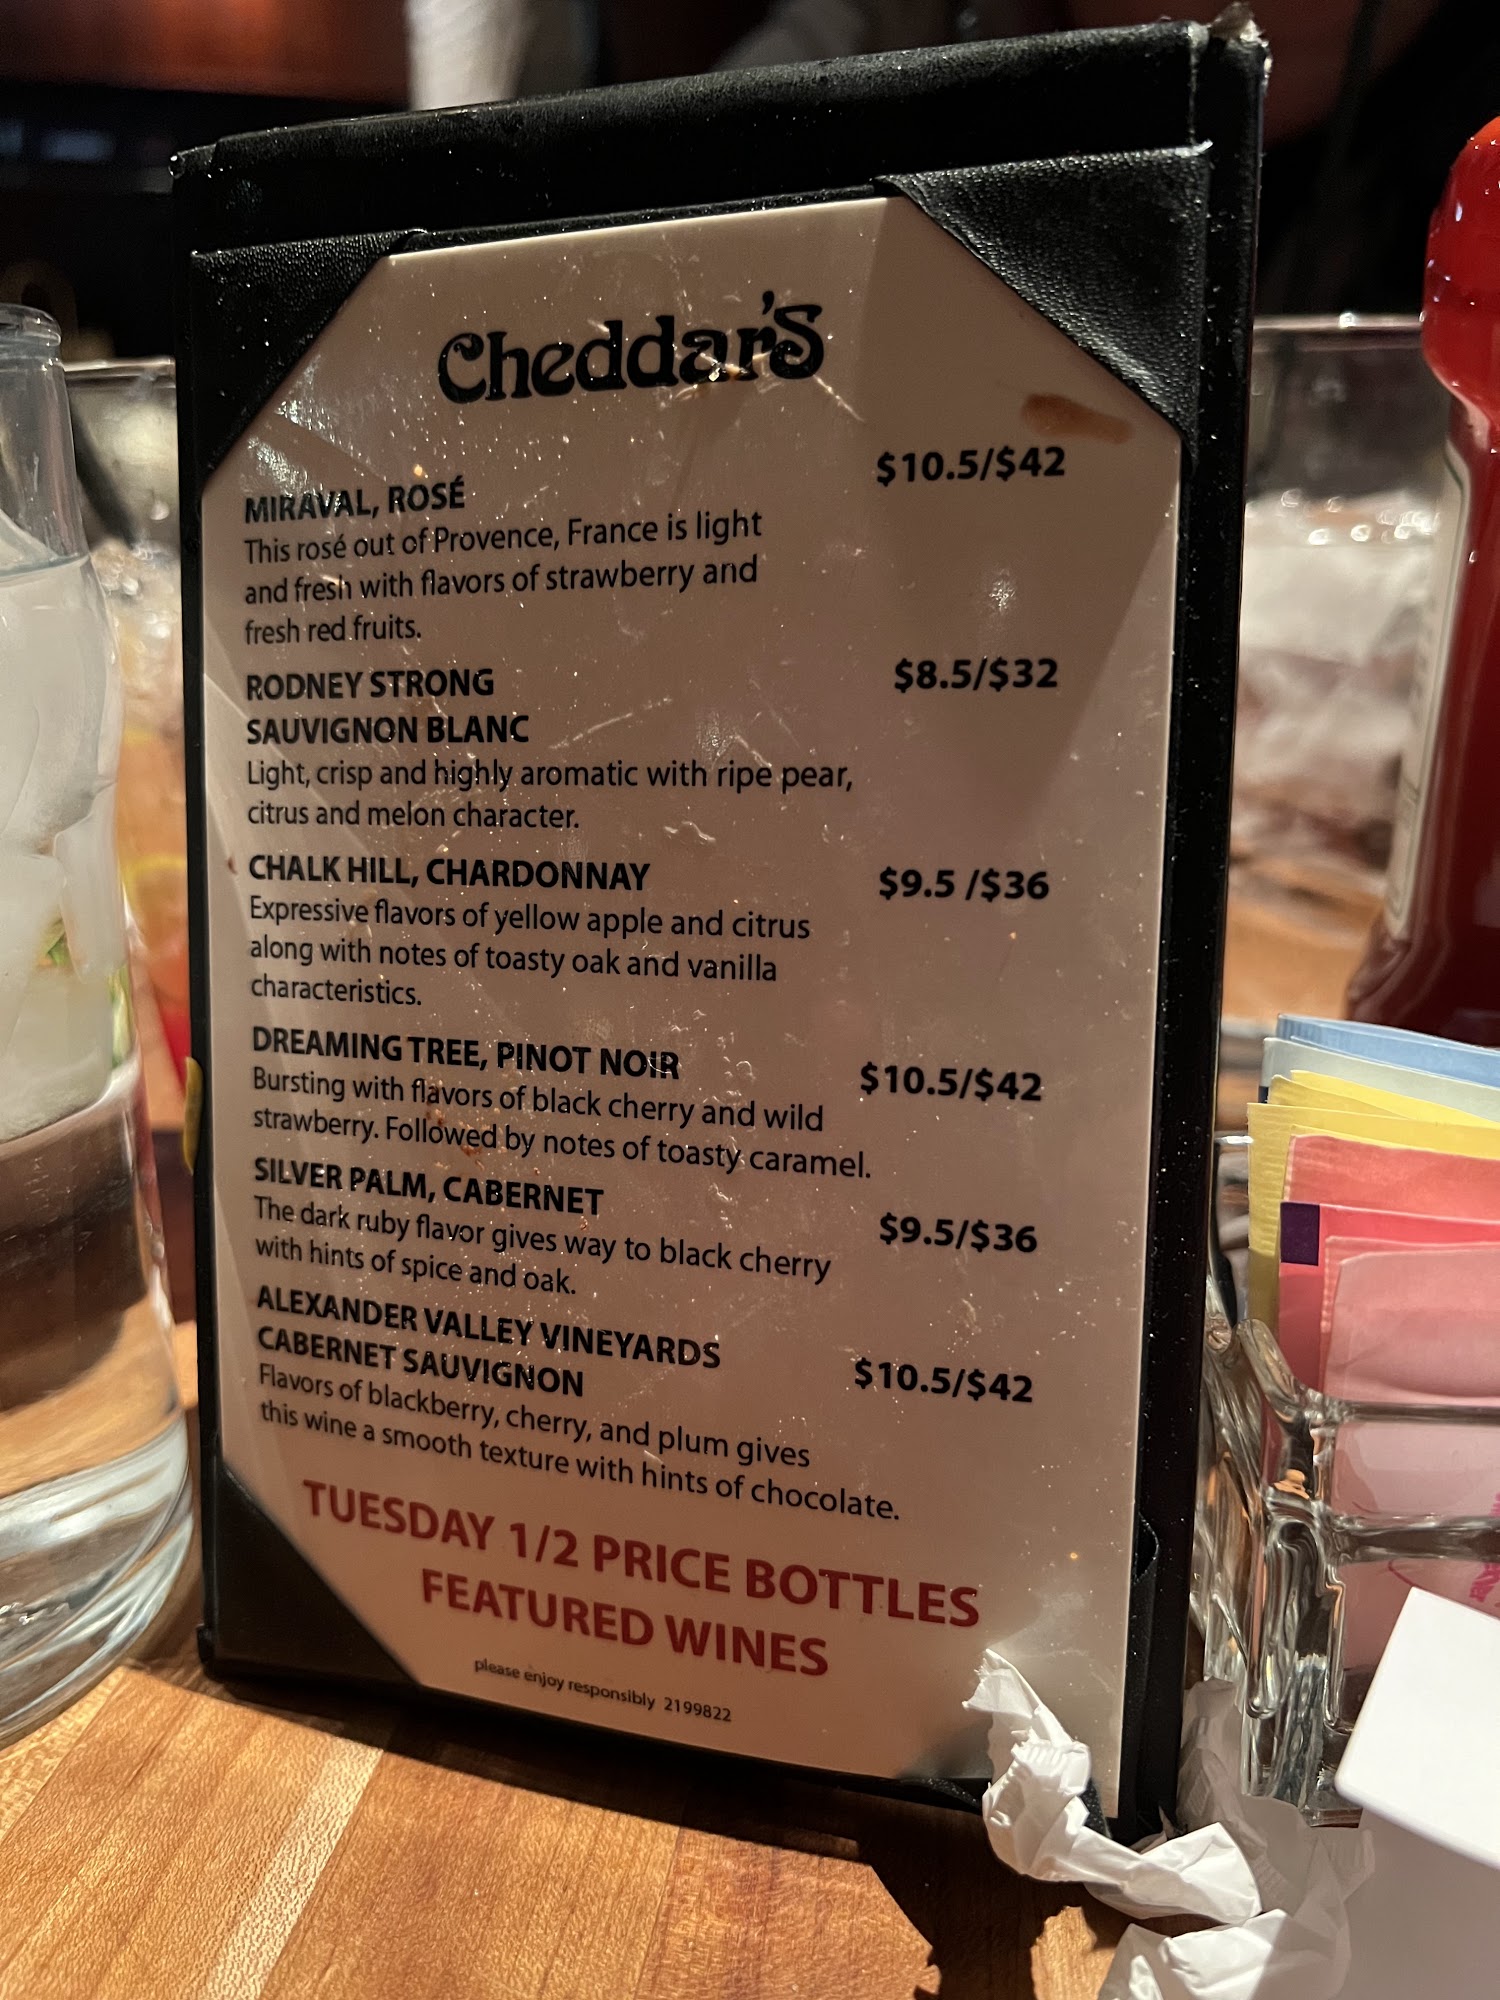 Cheddar's
MIRAVAL, ROSÉ $10.5/$42
This rosé out of Provence, France is light
and fresh with flavors of strawberry and
fresh red fruits.
RODNEY STRONG $8.5/$32
SAUVIGNON BLANC
Light, crisp and highly aromatic with ripe pear,
citrus and melon character.
CHALK HILL, CHARDONNAY $9.5 /$36
Expressive flavors of yellow apple and citrus
along with notes of toasty oak and vanilla
characteristics.
DREAMING TREE, PINOT NOIR $10.5/$42
Bursting with flavors of black cherry and wild
strawberry. Followed by notes of toasty caramel.
SILVER PALM, CABERNET $9.5/$36
The dark ruby flavor gives way to black cherry
with hints of spice and oak.
ALEXANDER VALLEY VINEYARDS
CABERNET SAUVIGNON $10.5/$42
Flavors of blackberry, cherry, and plum gives
this wine a smooth texture with hints of chocolate.
TUESDAY 1/2 PRICE BOTTLES
FEATURED WINES
please enjoy responsibly 2199822